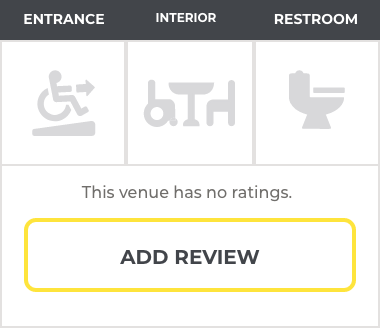 ENTRANCE INTERIOR RESTROOM
This venue has no ratings.
ADD REVIEW